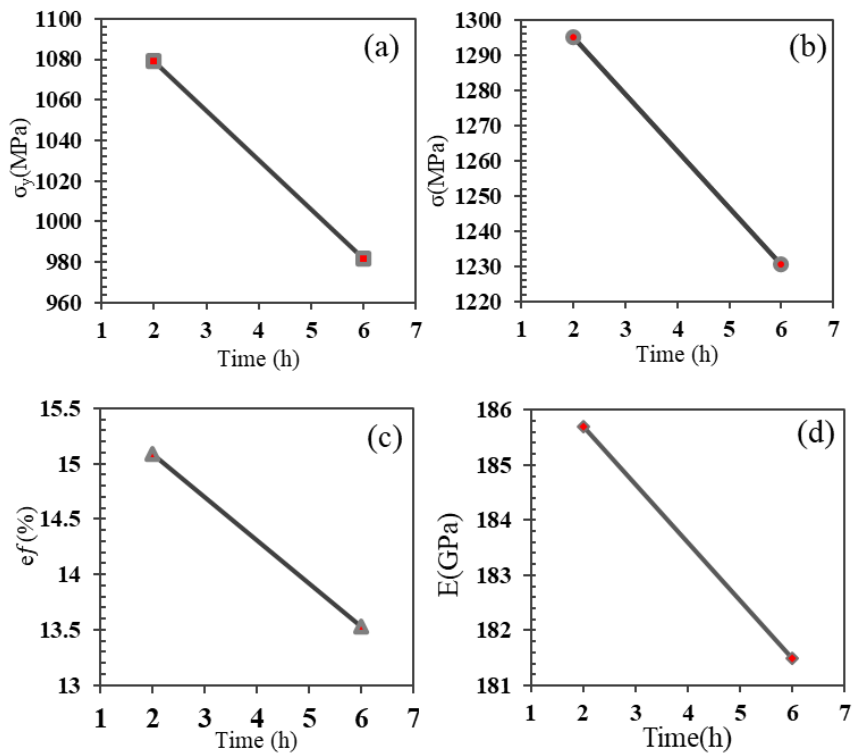 (a)
σy(MPa)
1100
1080
1060
1040
1020
1000
980
960
1 2 3 4 5 6 7
Time (h)
(b)
σ(MPa)
1300
1290
1280
1270
1260
1250
1240
1230
1220
1 2 3 4 5 6 7
Time (h)
(c)
ef(%)
15.5
15
14.5
14
13.5
13
1 2 3 4 5 6 7
Time (h)
(d)
E(GPa)
186
185
184
183
182
181
1 2 3 4 5 6 7
Time(h)